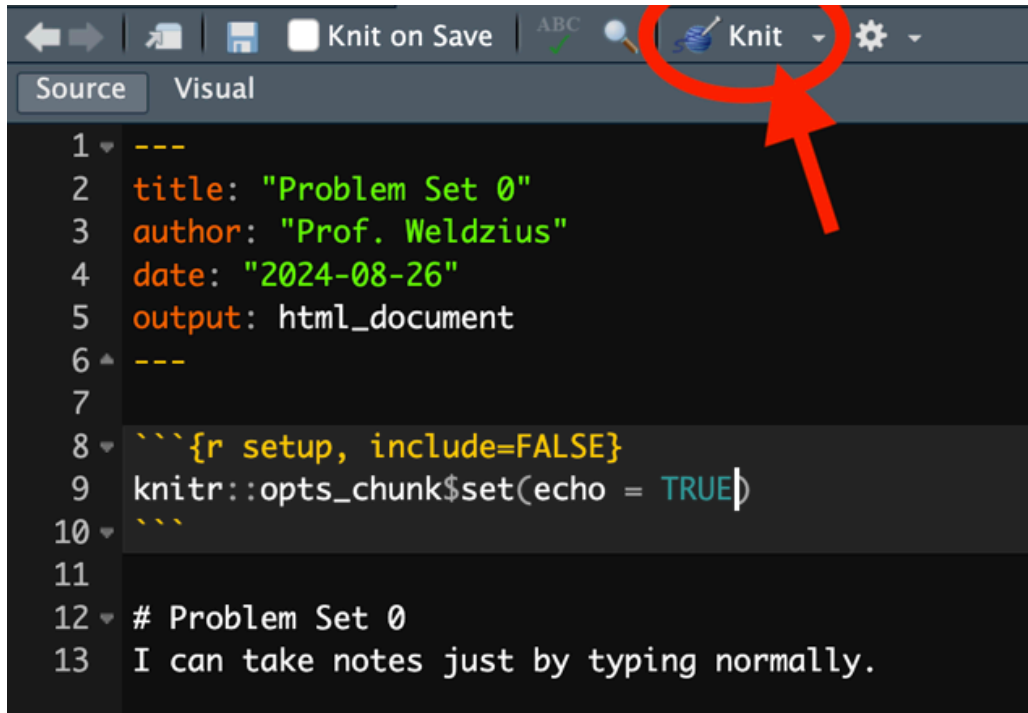 Knit on Save ABC Knit
Source Visual
1 ---
2 title: "Problem Set 0"
3 author: "Prof. Weldzius"
4 date: "2024-08-26"
5 output: html_document
6 ---
7
8 ```{r setup, include=FALSE}
9 knitr::opts_chunk$set(echo = TRUE)
10 ```
11
12 # Problem Set 0
13 I can take notes just by typing normally.